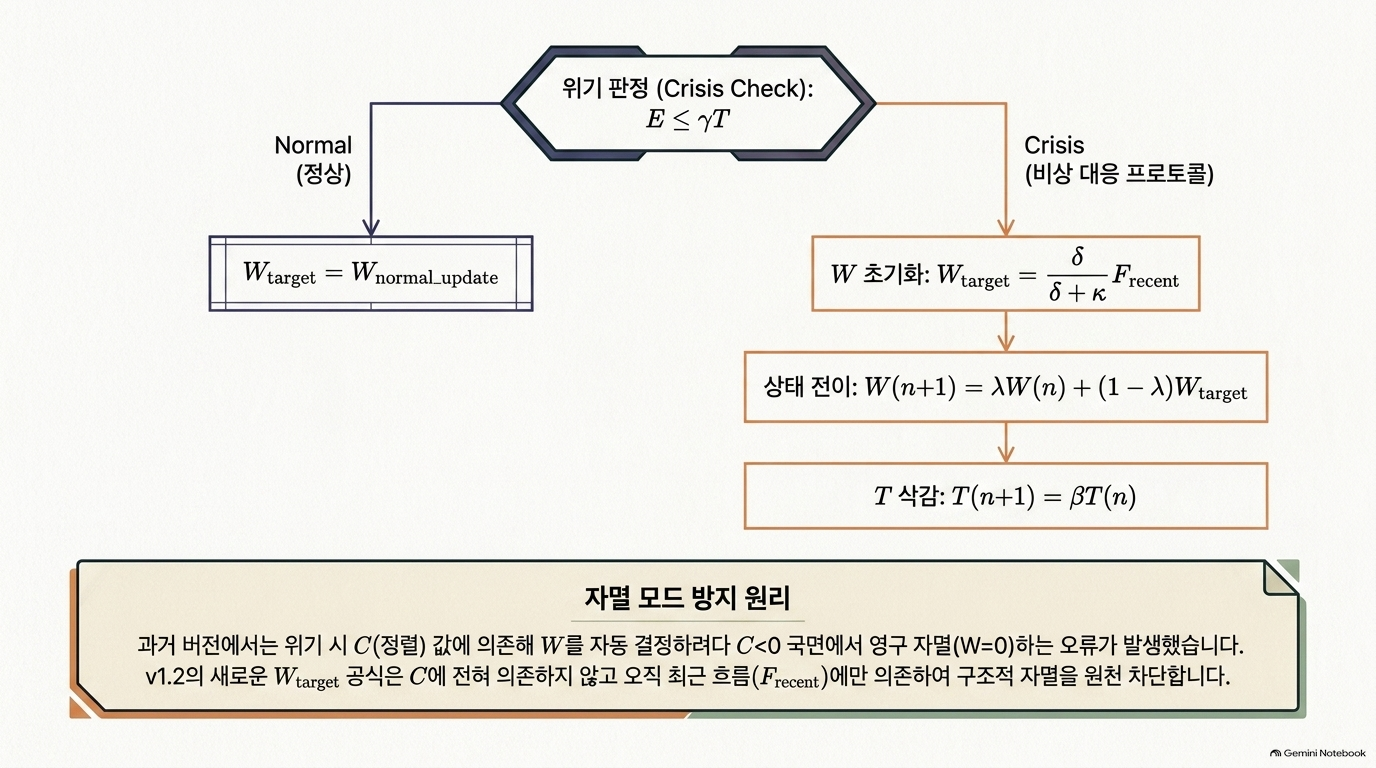 위기 판정 (Crisis Check):
E ≤ γT
Normal
(정상)
Crisis
(비상 대응 프로토콜)
W_target = W_normal_update
W 초기화: W_target = δ / (δ + κ) F_recent
상태 전이: W(n+1) = λW(n) + (1 − λ)W_target
T 삭감: T(n+1) = βT(n)
자멸 모드 방지 원리
과거 버전에서는 위기 시 C(정렬) 값에 의존해 W를 자동 결정하려다 C<0 국면에서 영구 자멸(W=0)하는 오류가 발생했습니다.
v1.2의 새로운 W_target 공식은 C에 전혀 의존하지 않고 오직 최근 흐름(F_recent)에만 의존하여 구조적 자멸을 원천 차단합니다.
Gemini Notebook